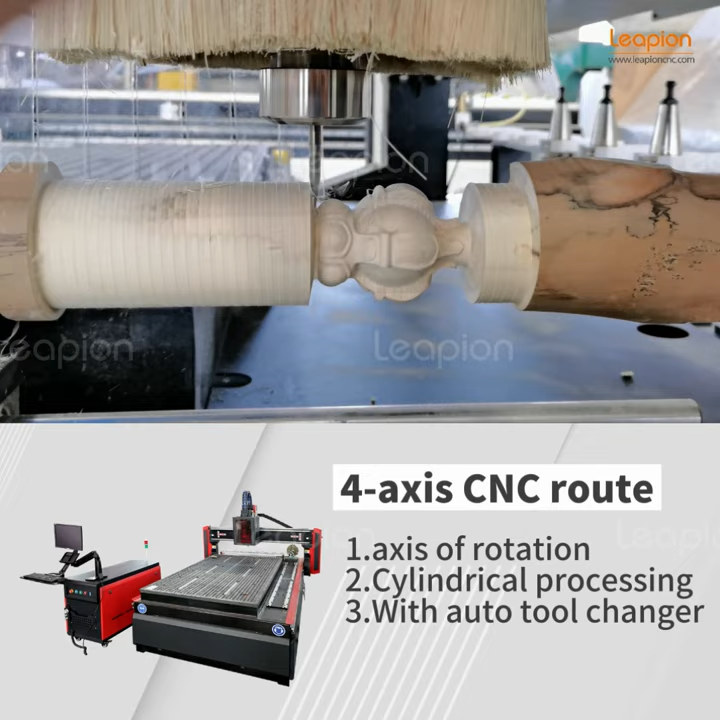 Leapion
www.leapioncnc.com
eapion
Leapion
4-axis CNC route
1.axis of rotation
2.Cylindrical processing
3.With auto tool changer